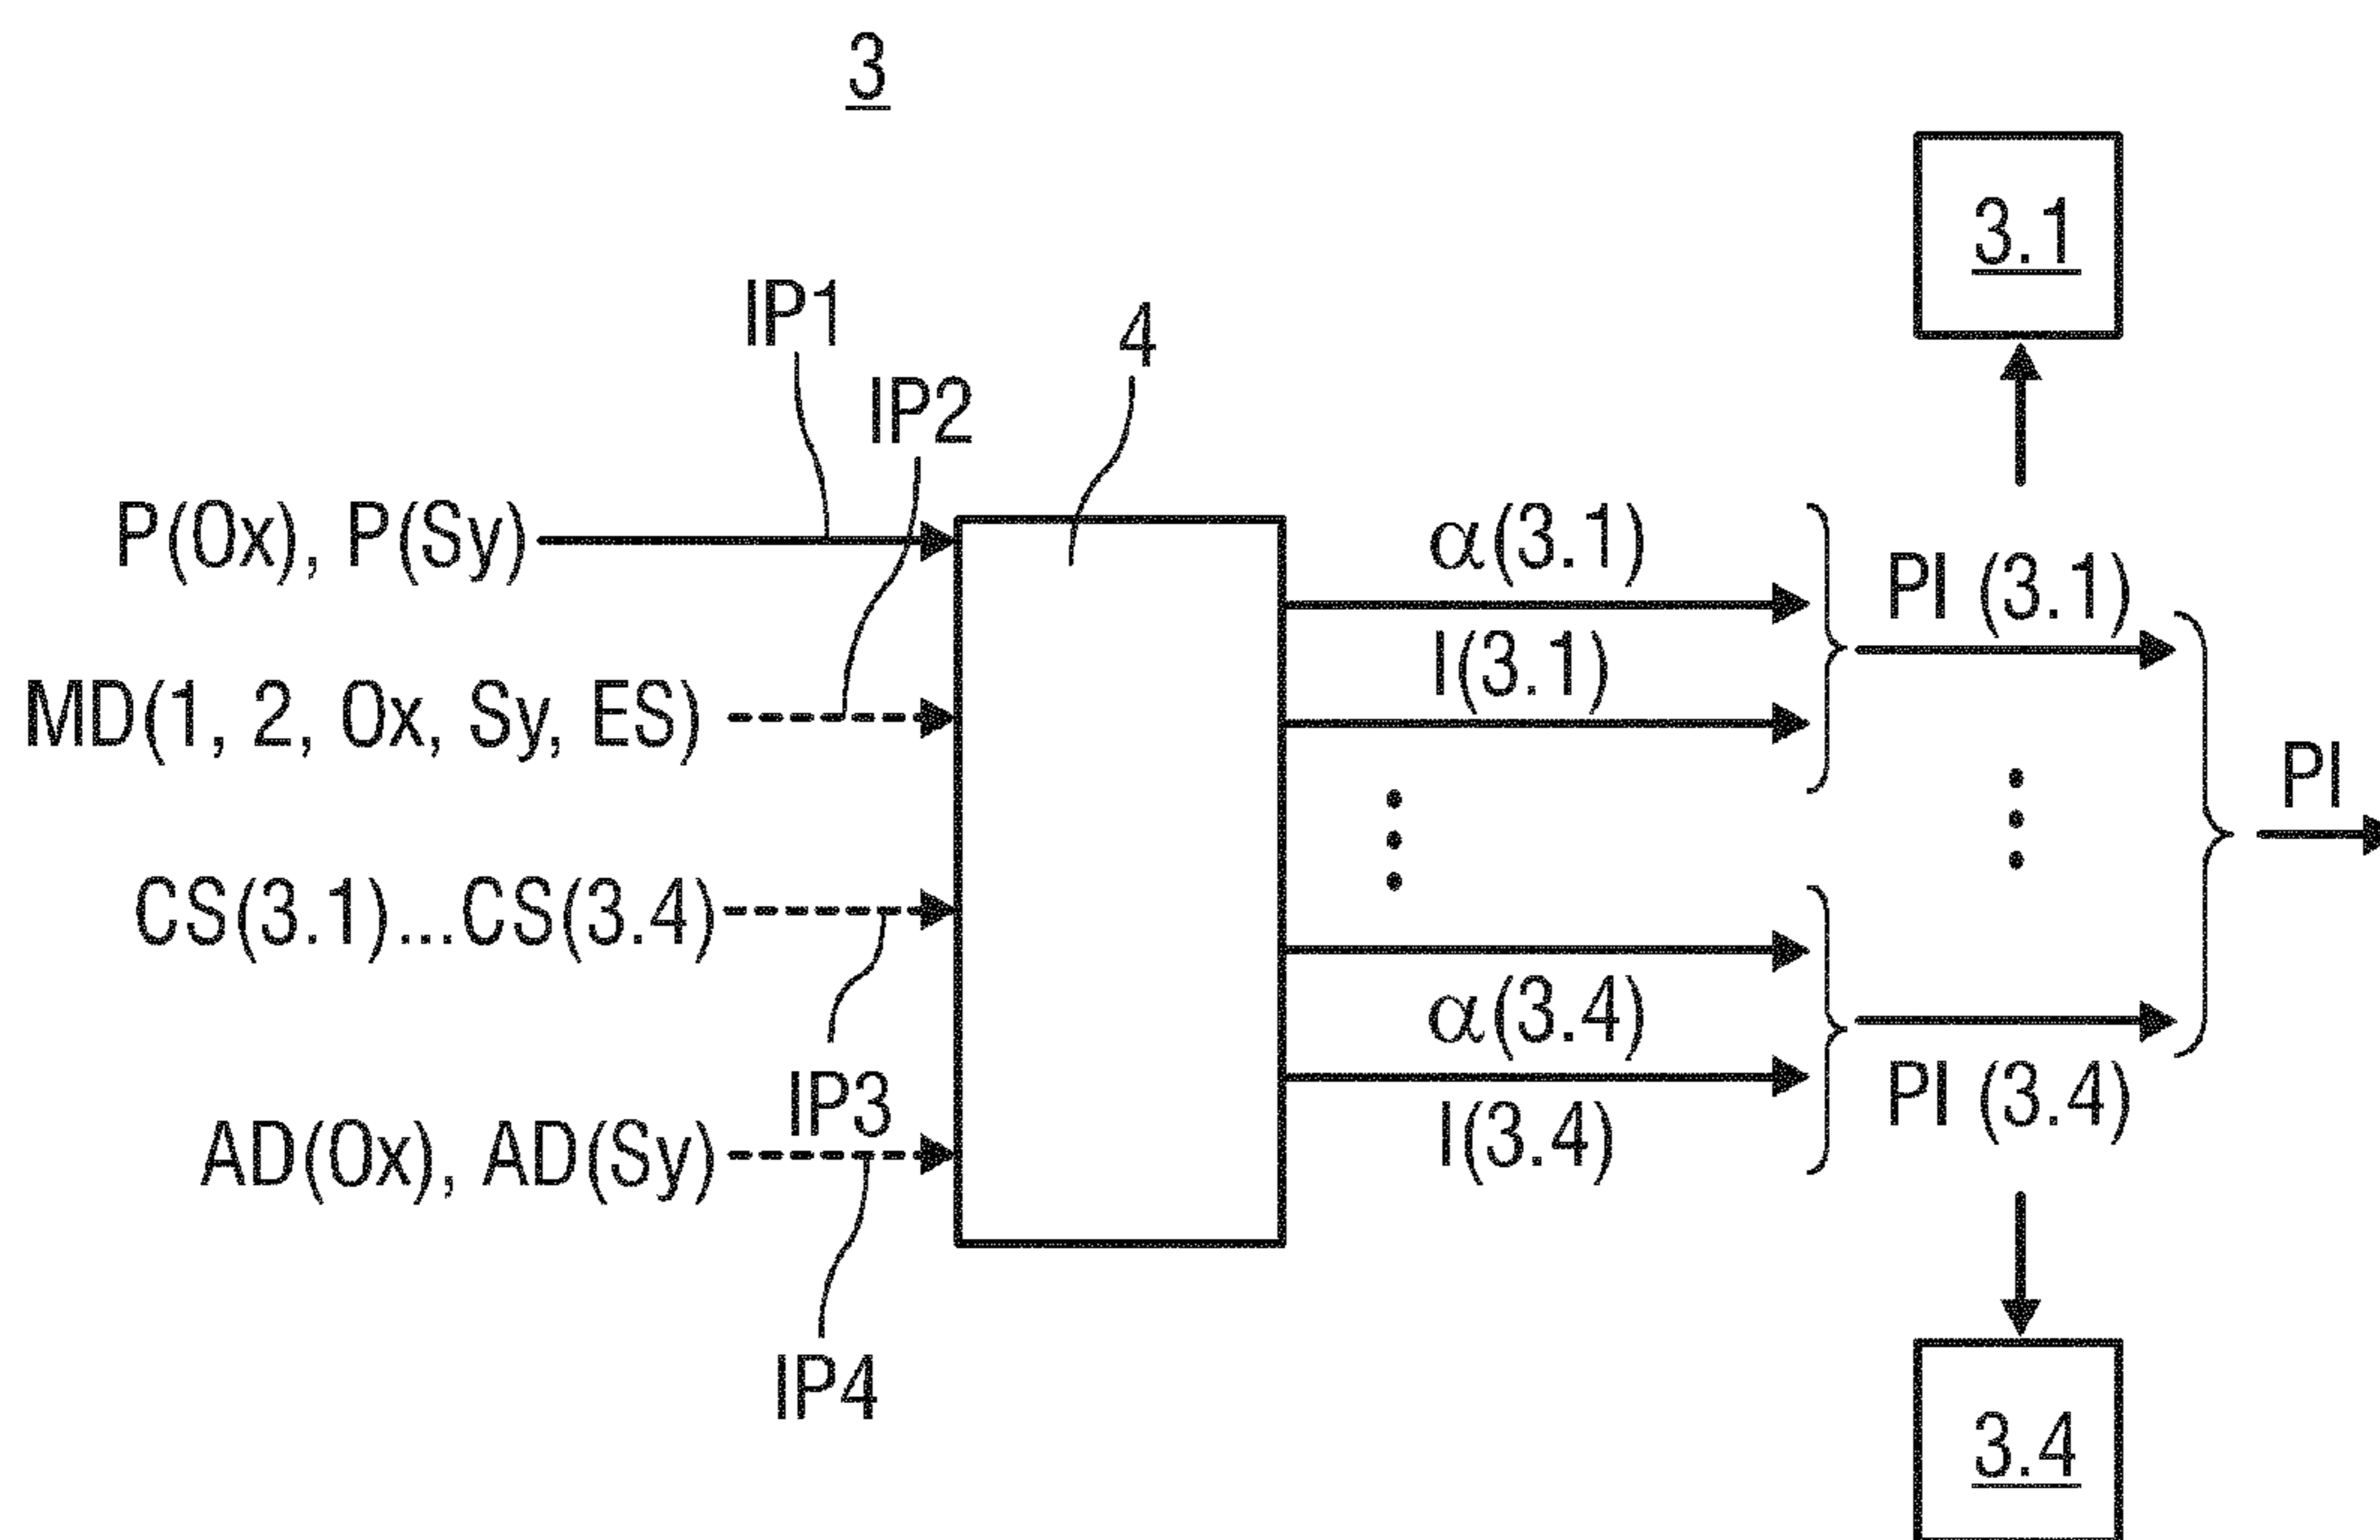 3
3.1
IP1
4
IP2
P(Ox), P(Sy)
α(3.1)
PI (3.1)
I(3.1)
MD(1, 2, Ox, Sy, ES)
PI
CS(3.1)...CS(3.4)
α(3.4)
IP3
PI (3.4)
AD(Ox), AD(Sy)
I(3.4)
IP4
3.4